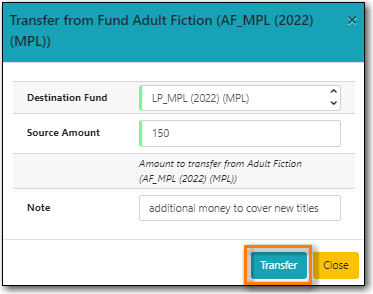 Transfer from Fund Adult Fiction (AF_MPL (2022)
(MPL))
×
Destination Fund
LP_MPL (2022) (MPL)
Source Amount
150
Amount to transfer from Adult Fiction
(AF_MPL (2022) (MPL))
Note
additional money to cover new titles
Transfer
Close